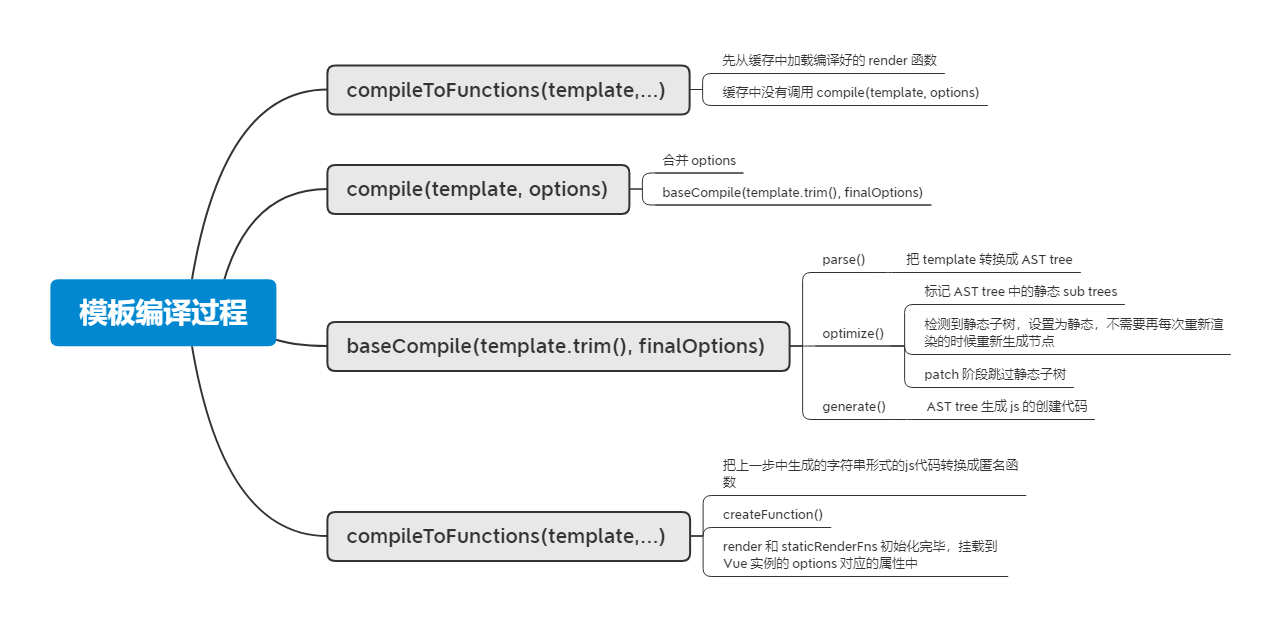 模板编译过程
compileToFunctions(template,...)
先从缓存中加载编译好的 render 函数
缓存中没有调用 compile(template, options)
compile(template, options)
合并 options
baseCompile(template.trim(), finalOptions)
baseCompile(template.trim(), finalOptions)
parse()
把 template 转换成 AST tree
optimize()
标记 AST tree 中的静态 sub trees
检测到静态子树，设置为静态，不需要再每次重新渲
染的时候重新生成节点
patch 阶段跳过静态子树
generate()
AST tree 生成 js 的创建代码
compileToFunctions(template,...)
把上一步中生成的字符串形式的js代码转换成匿名函
数
createFunction()
render 和 staticRenderFns 初始化完毕，挂载到
Vue 实例的 options 对应的属性中